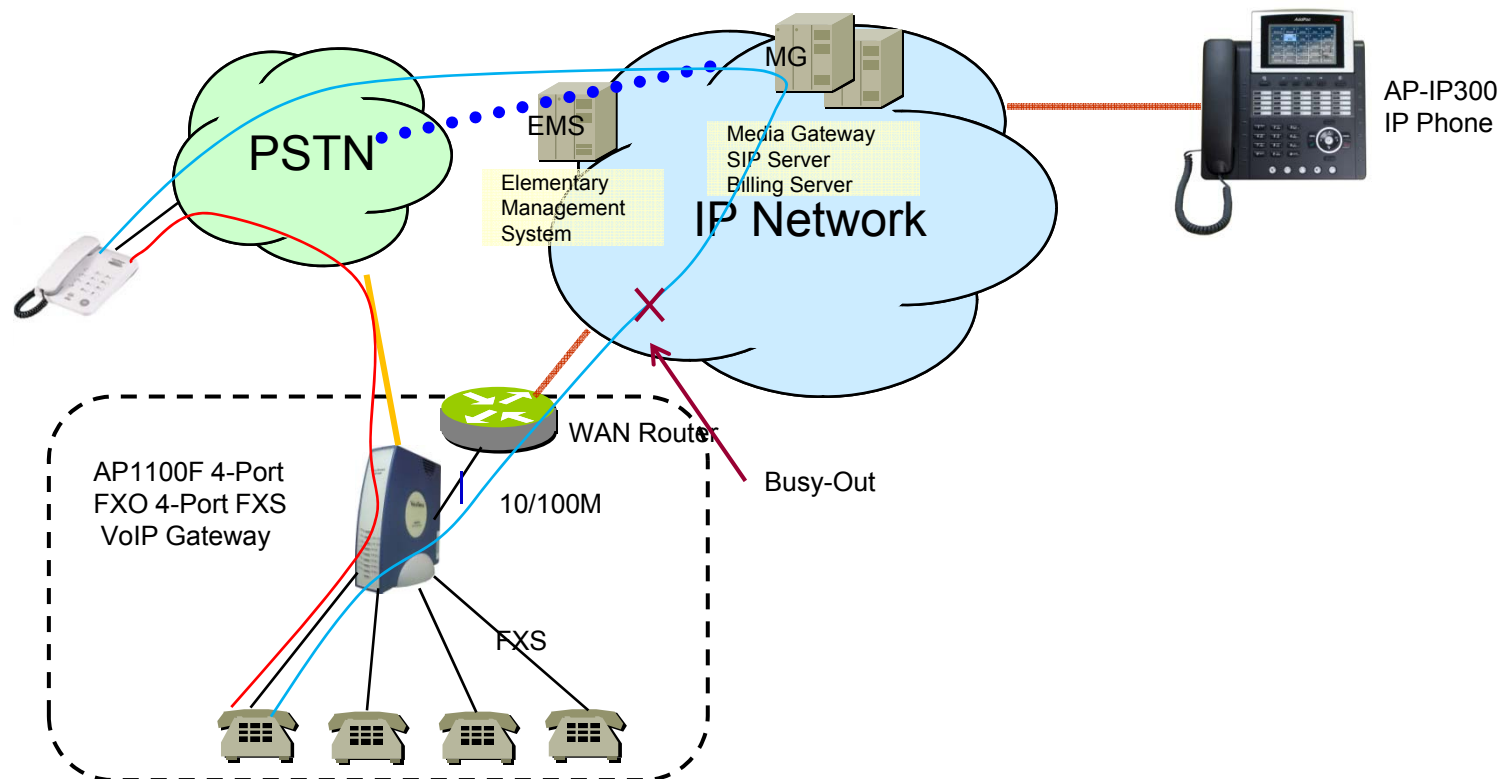 MG
EMS
PSTN
Media Gateway
SIP Server
Billing Server
Elementary
Management
System
IP Network
AP-IP300
IP Phone
WAN Router
AP1100F 4-Port
FXO 4-Port FXS
VoIP Gateway
10/100M
Busy-Out
FXS